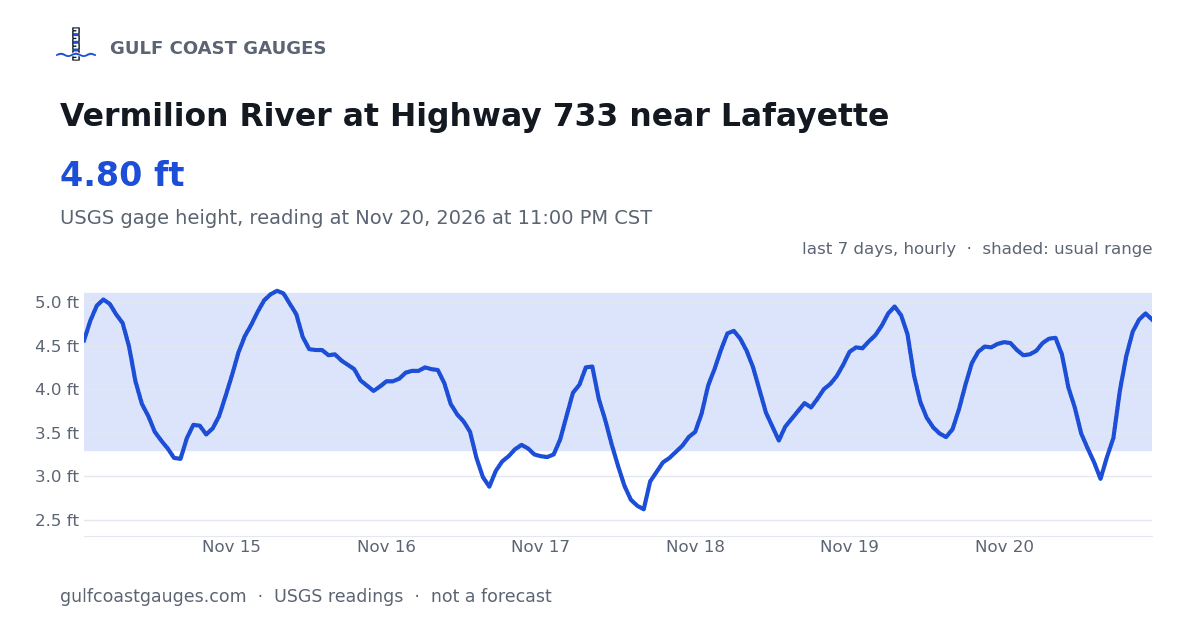 GULF COAST GAUGES
Vermilion River at Highway 733 near Lafayette
4.80 ft
USGS gage height, reading at Nov 20, 2026 at 11:00 PM CST
last 7 days, hourly · shaded: usual range
5.0 ft
4.5 ft
4.0 ft
3.5 ft
3.0 ft
2.5 ft
Nov 15 Nov 16 Nov 17 Nov 18 Nov 19 Nov 20
gulfcoastgauges.com · USGS readings · not a forecast